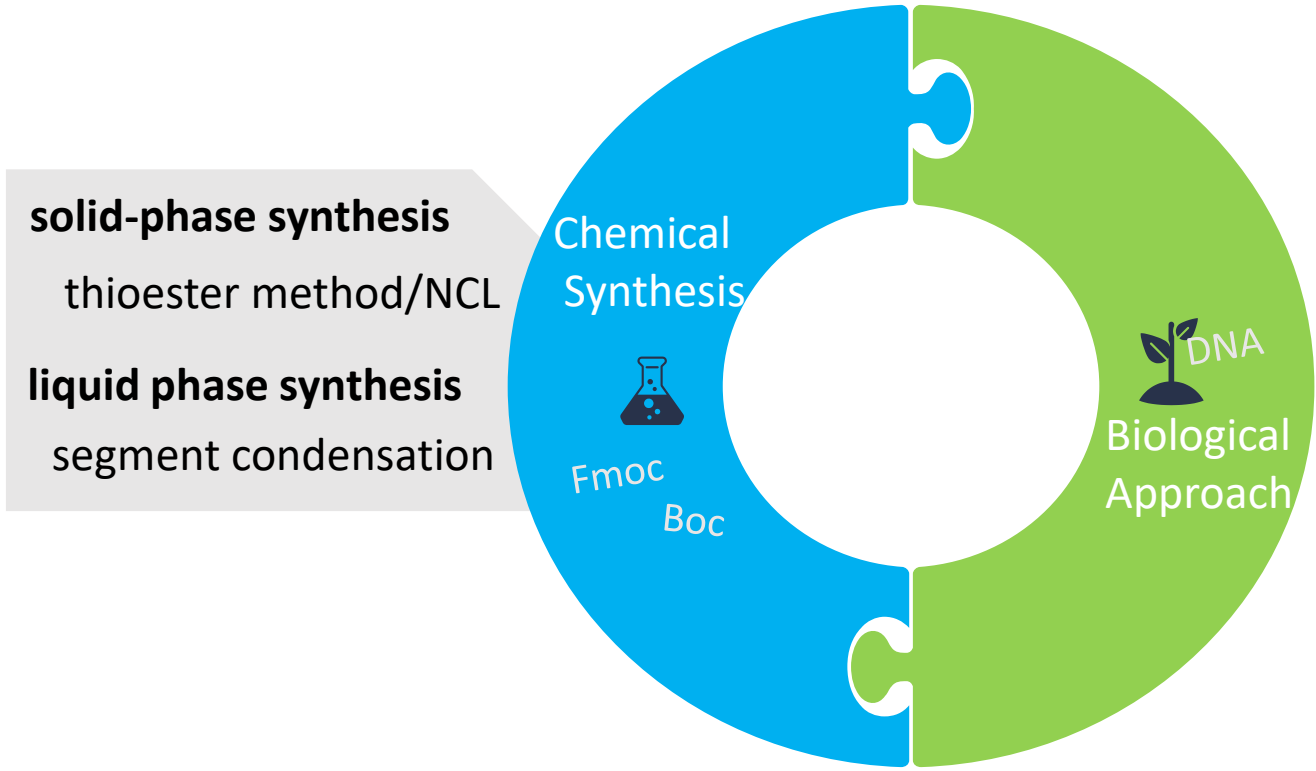 solid-phase synthesis
thioester method/NCL
liquid phase synthesis
segment condensation
Chemical
Synthesis
Fmoc
Boc
DNA
Biological
Approach